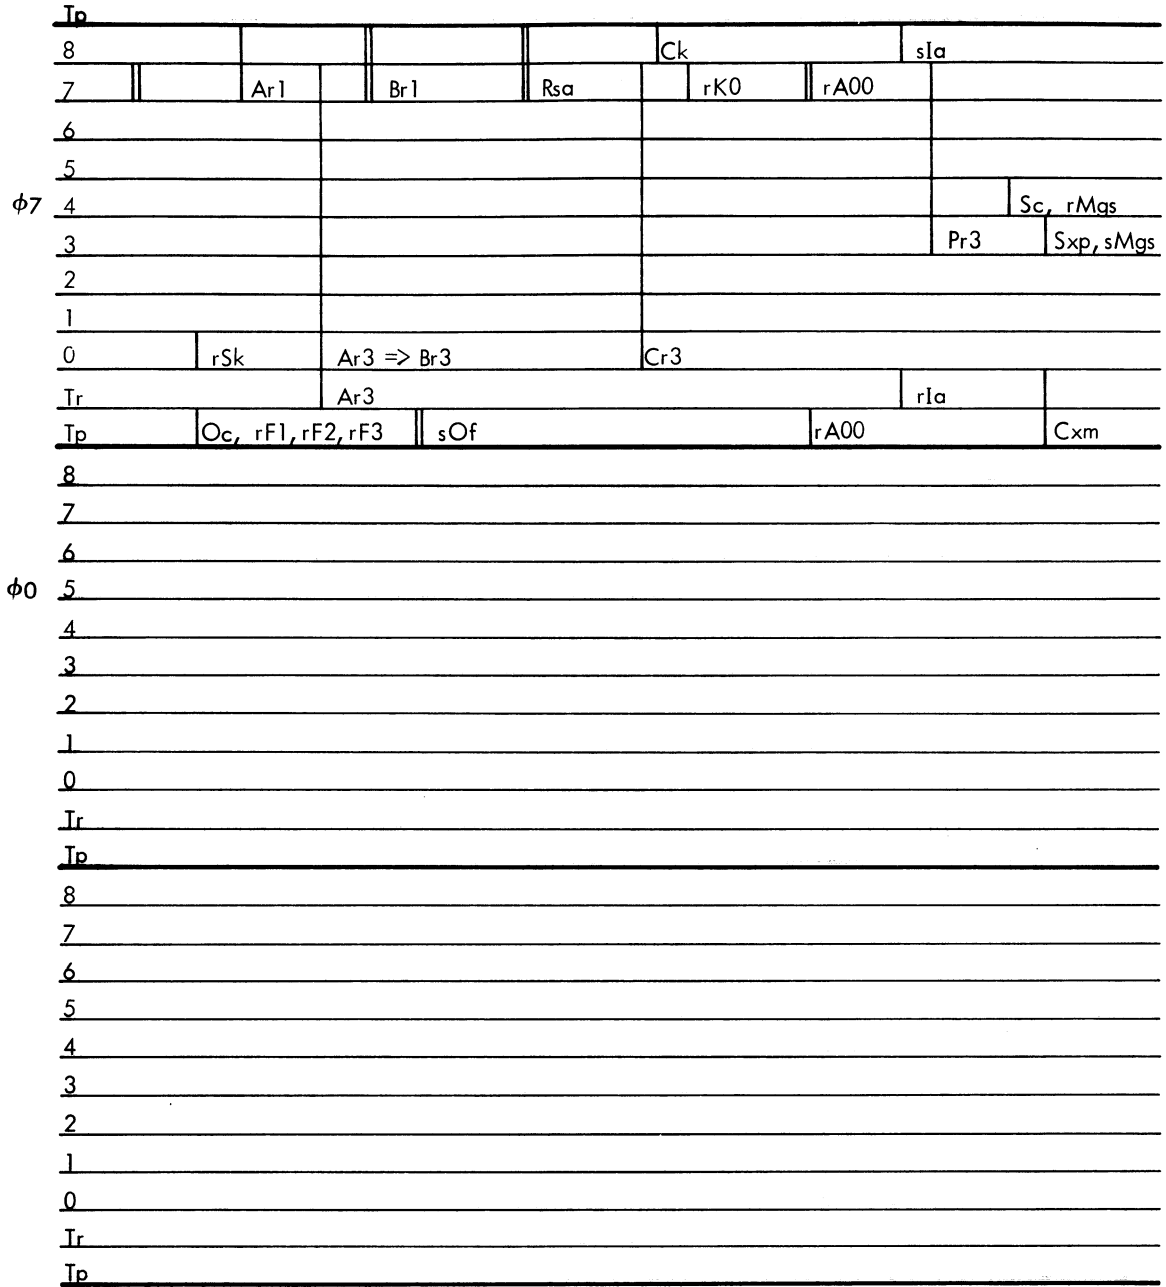 Tp
8 Ck sIa
7 Ar1 Br1 Rsa rK0 rA00
6
5
φ7 4 Sc, rMgs
3 Pr3 Sxp, sMgs
2
1
0 rSk Ar3 => Br3 Cr3
Tr Ar3 rIa
Tp Oc, rF1, rF2, rF3 sOf rA00 Cxm
8
7
6
φ0 5
4
3
2
1
0
Tr
Tp
8
7
6
5
4
3
2
1
0
Tr
Tp